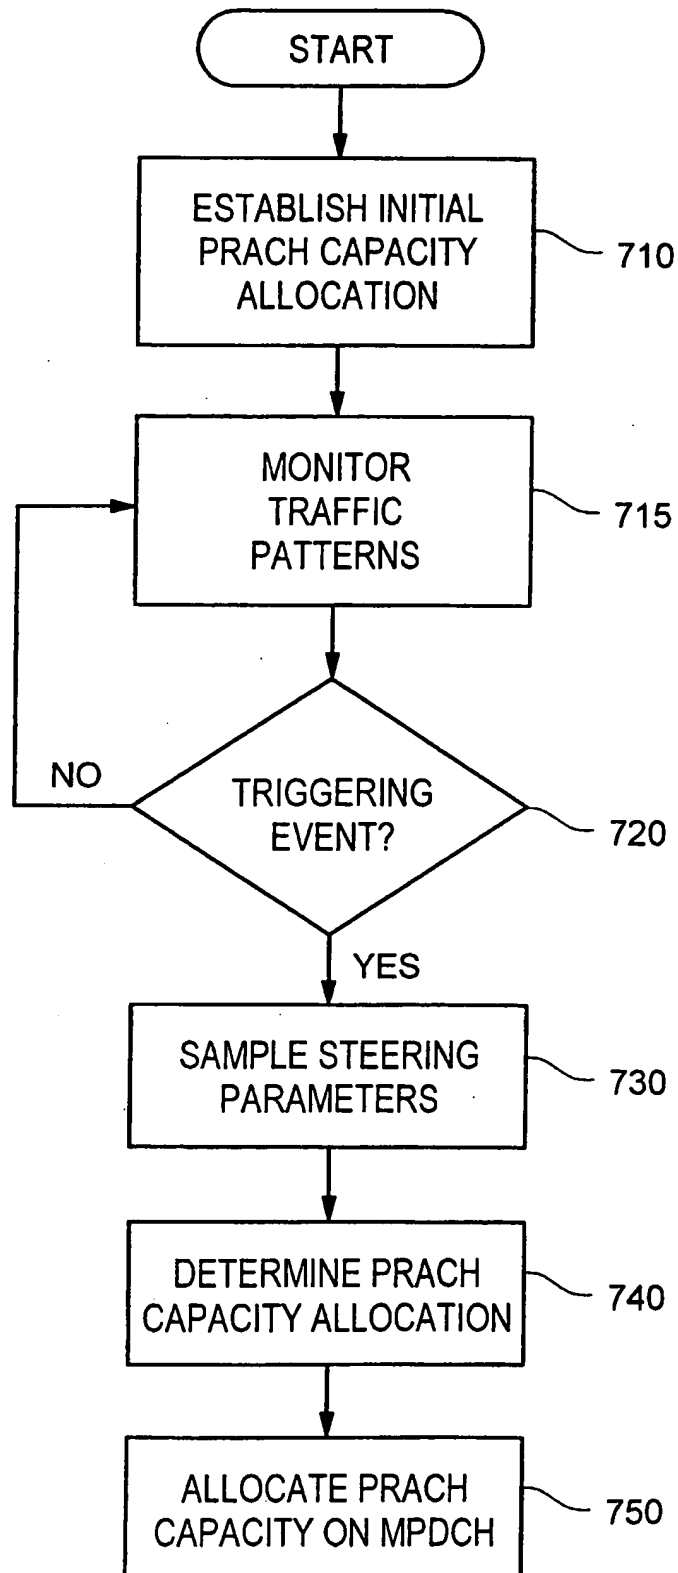 START
ESTABLISH INITIAL
PRACH CAPACITY
ALLOCATION
710
MONITOR
TRAFFIC
PATTERNS
715
NO
TRIGGERING
EVENT?
720
YES
SAMPLE STEERING
PARAMETERS
730
DETERMINE PRACH
CAPACITY ALLOCATION
740
ALLOCATE PRACH
CAPACITY ON MPDCH
750